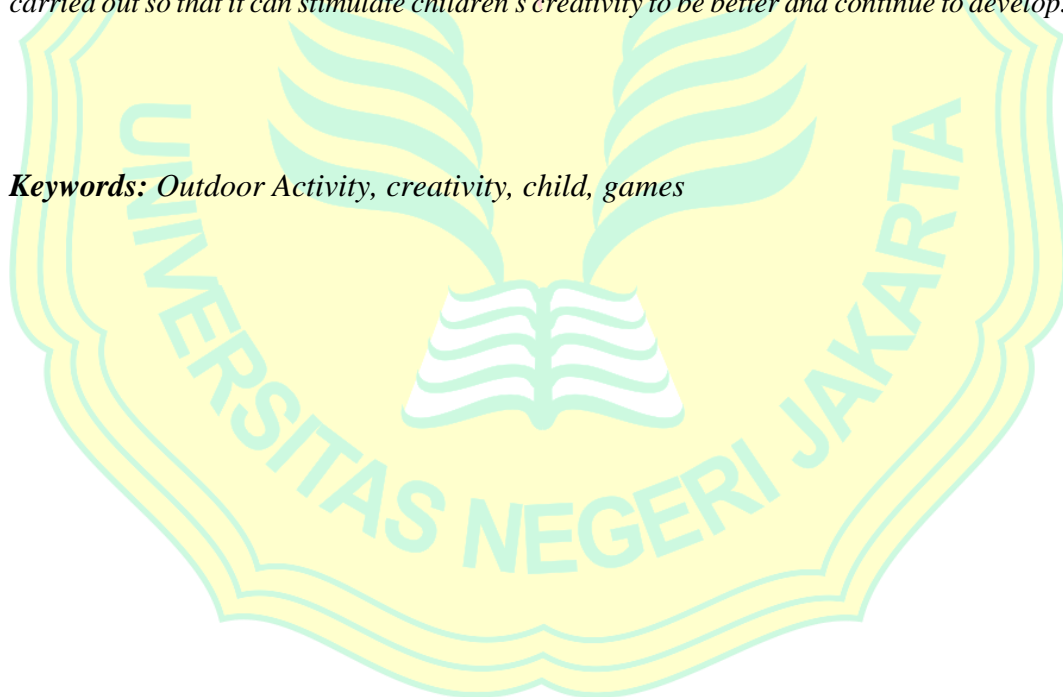 carried out so that it can stimulate children's creativity to be better and continue to develop.
Keywords: Outdoor Activity, creativity, child, games
UNIVERSITAS NEGERI JAKARTA